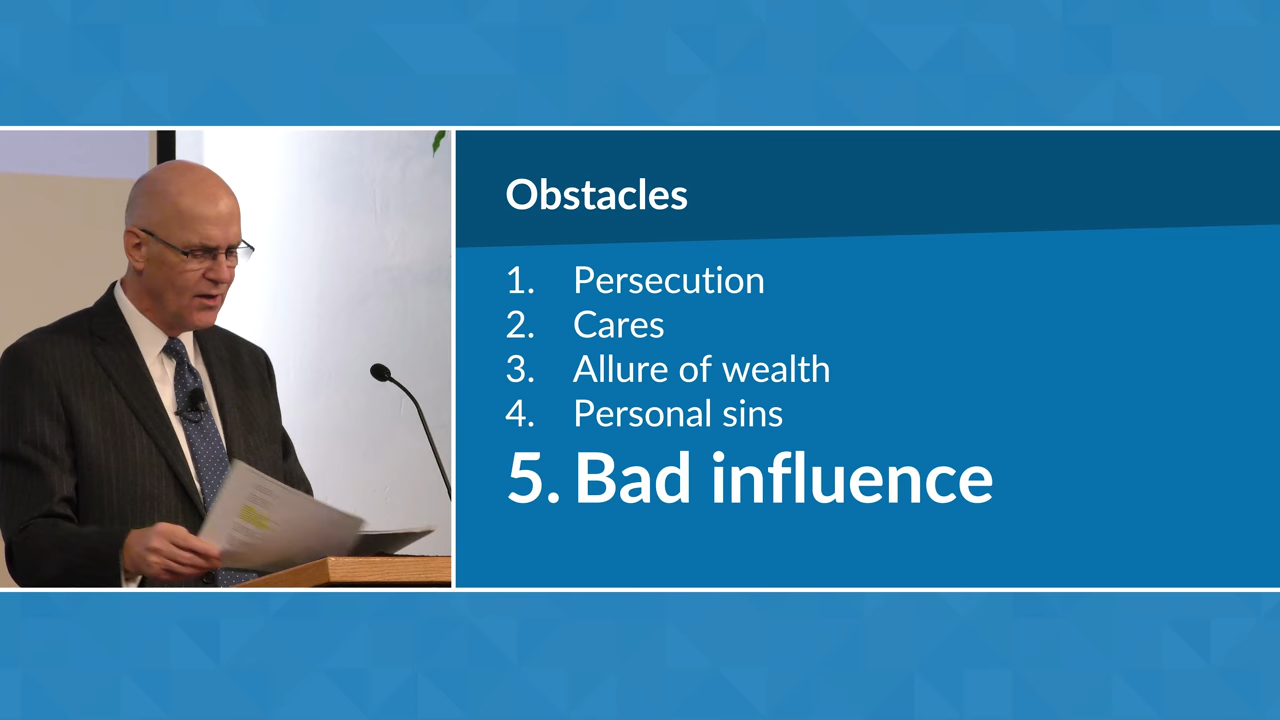 Obstacles
1. Persecution
2. Cares
3. Allure of wealth
4. Personal sins
5. Bad influence